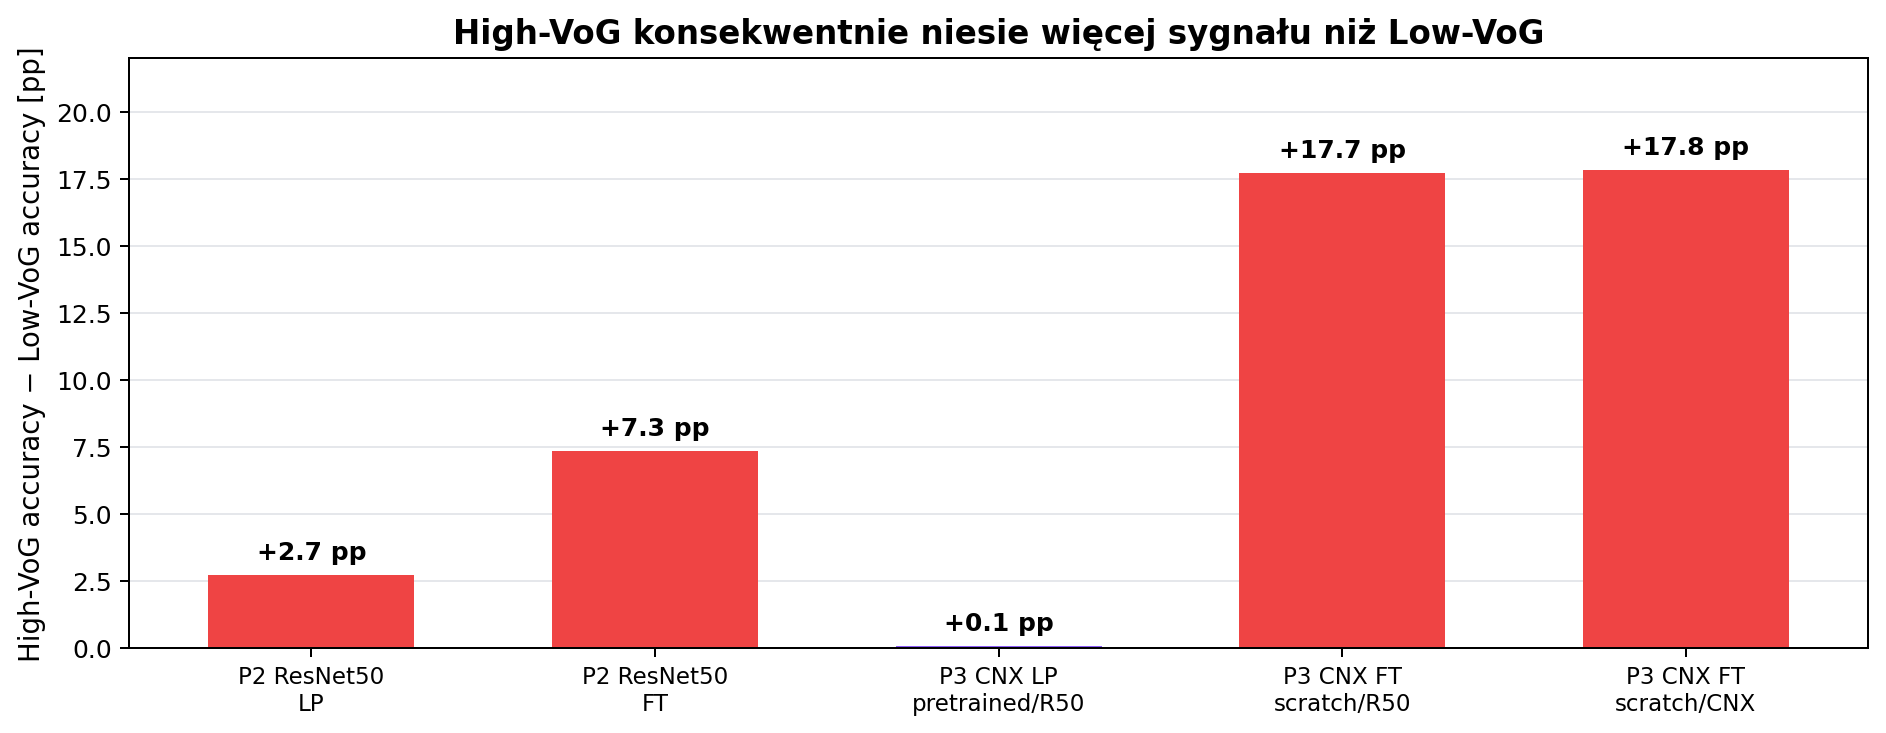 High-VoG konsekwentnie niesie więcej sygnału niż Low-VoG
High-VoG accuracy − Low-VoG accuracy [pp]
20.0
17.5
15.0
12.5
10.0
7.5
5.0
2.5
0.0
+2.7 pp
+7.3 pp
+0.1 pp
+17.7 pp
+17.8 pp
P2 ResNet50
LP
P2 ResNet50
FT
P3 CNX LP
pretrained/R50
P3 CNX FT
scratch/R50
P3 CNX FT
scratch/CNX